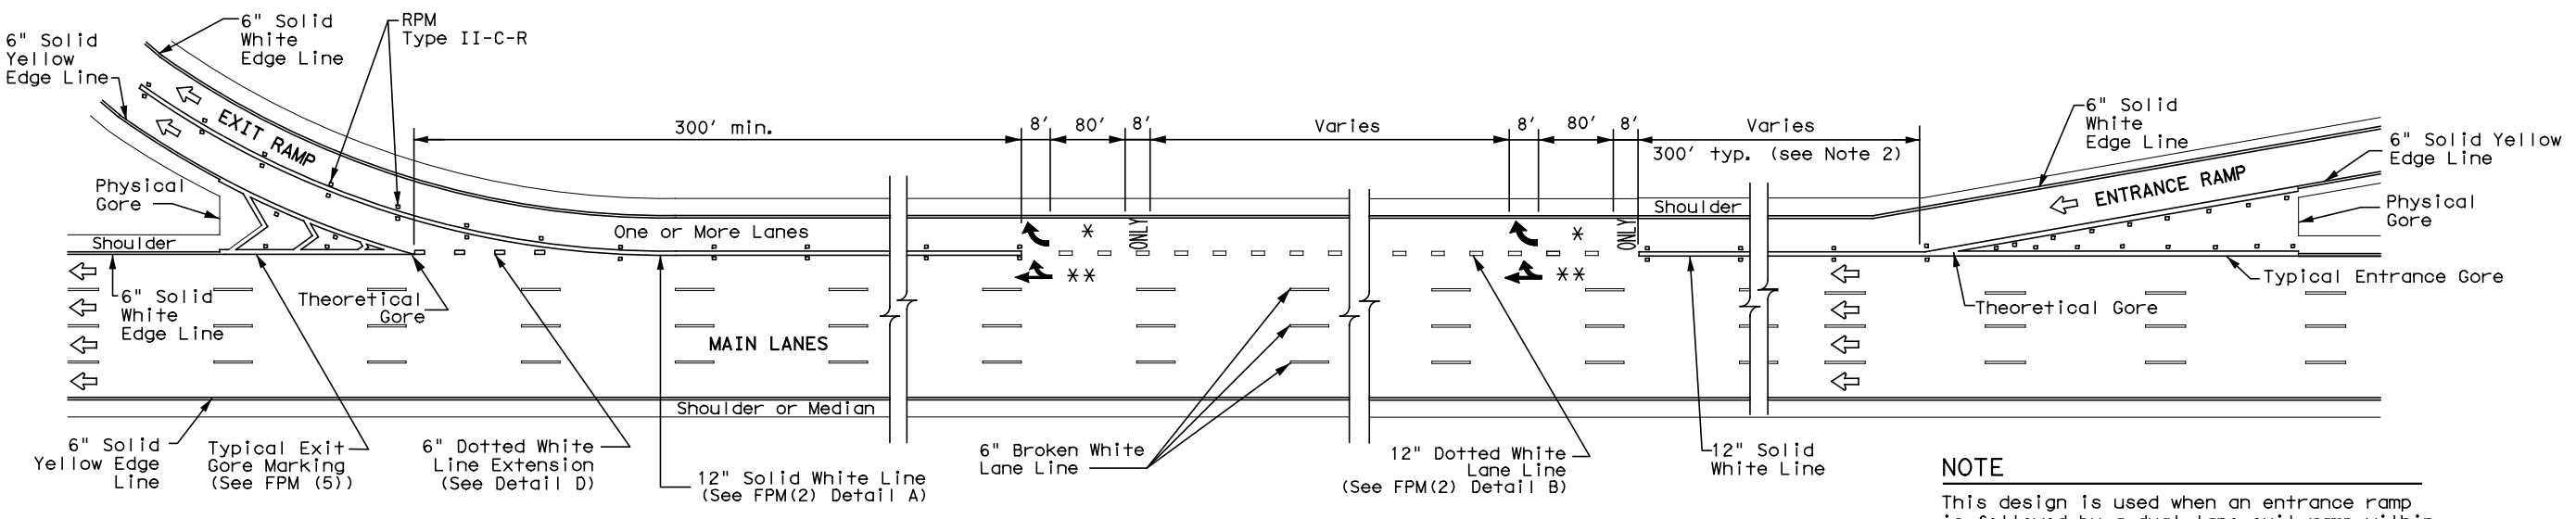 6" Solid
Yellow
Edge Line
6" Solid
White
Edge Line
RPM
Type II-C-R
EXIT RAMP
300' min.
8'
80'
8'
Varies
8'
80'
8'
Varies
300' typ. (see Note 2)
6" Solid
White
Edge Line
6" Solid Yellow
Edge Line
ENTRANCE RAMP
Physical
Gore
Physical
Gore
Shoulder
One or More Lanes
*
ONLY
*
ONLY
Shoulder
**
**
Typical Entrance Gore
Theoretical Gore
6" Solid
White
Edge Line
Theoretical
Gore
MAIN LANES
Shoulder or Median
6" Solid
Yellow Edge
Line
Typical Exit
Gore Marking
(See FPM (5))
6" Dotted White
Line Extension
(See Detail D)
12" Solid White Line
(See FPM(2) Detail A)
6" Broken White
Lane Line
12" Dotted White
Lane Line
(See FPM(2) Detail B)
12" Solid
White Line
NOTE
This design is used when an entrance ramp